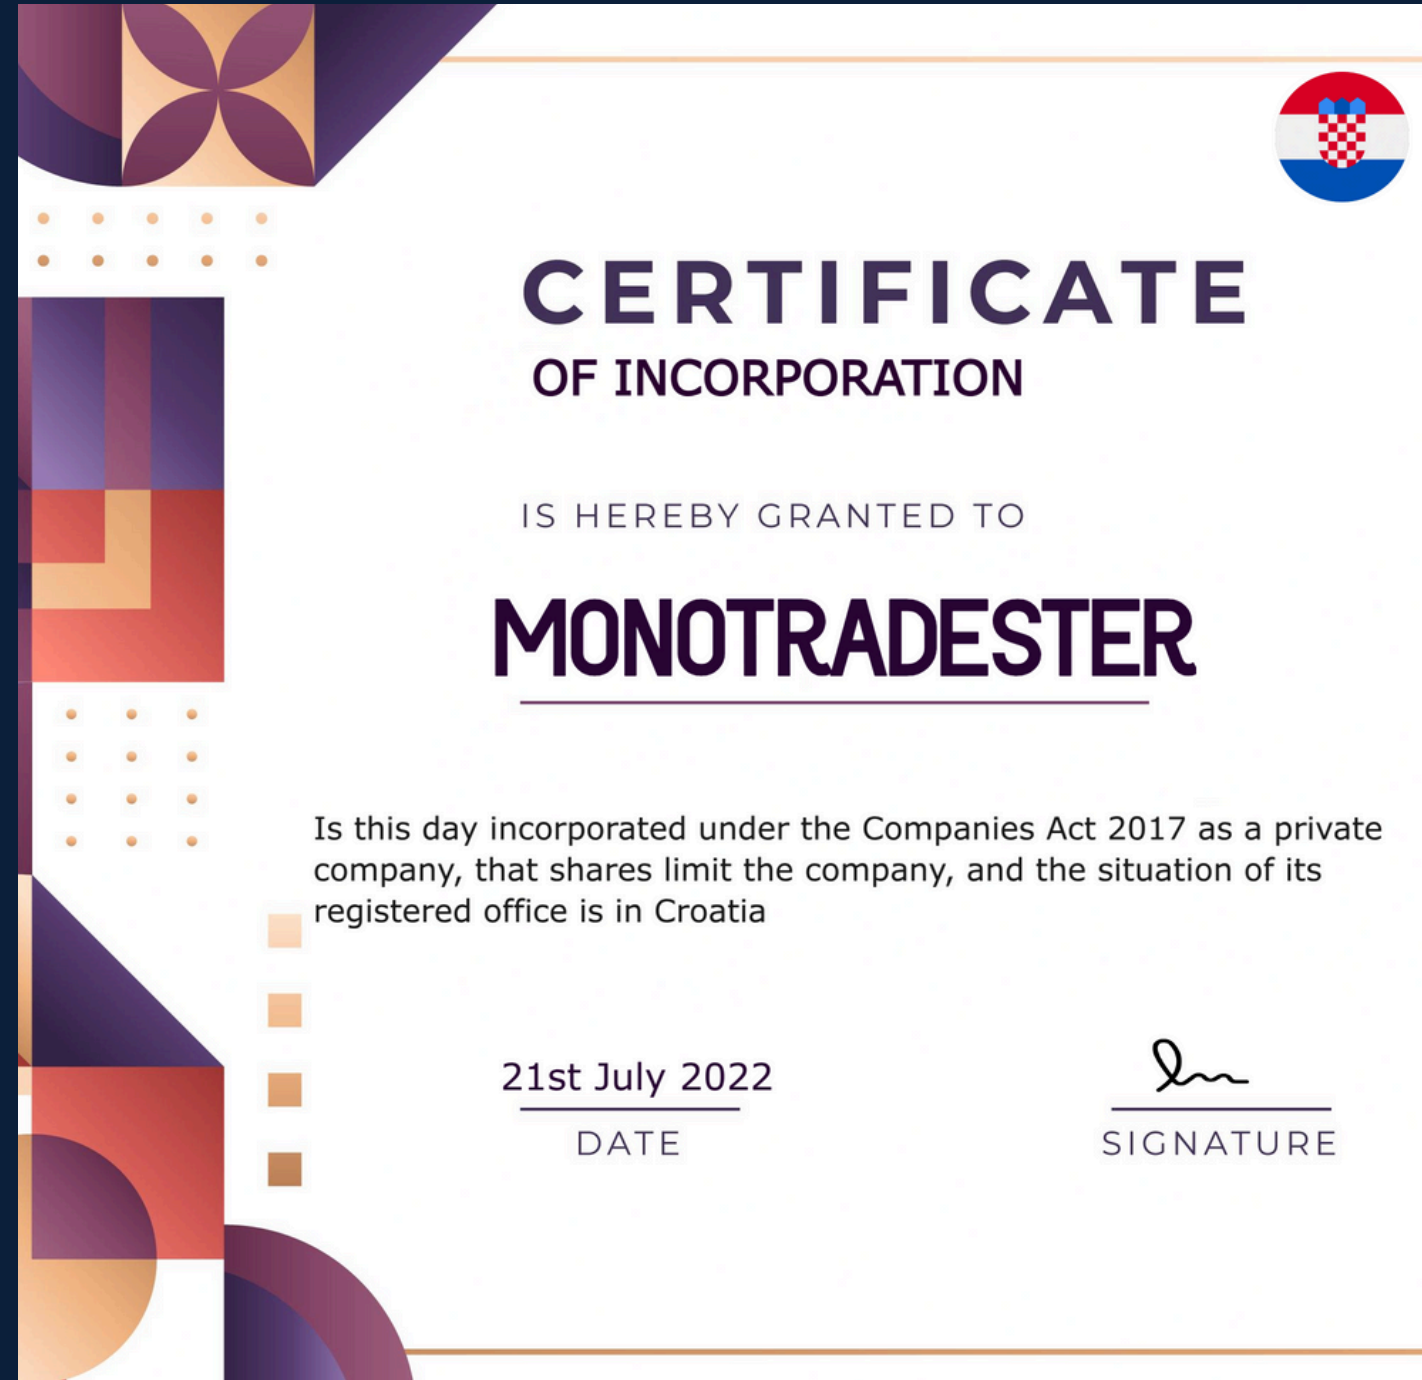 CERTIFICATE
OF INCORPORATION
IS HEREBY GRANTED TO
MONOTRADESTER
Is this day incorporated under the Companies Act 2017 as a private
company, that shares limit the company, and the situation of its
registered office is in Croatia
21st July 2022
DATE
SIGNATURE